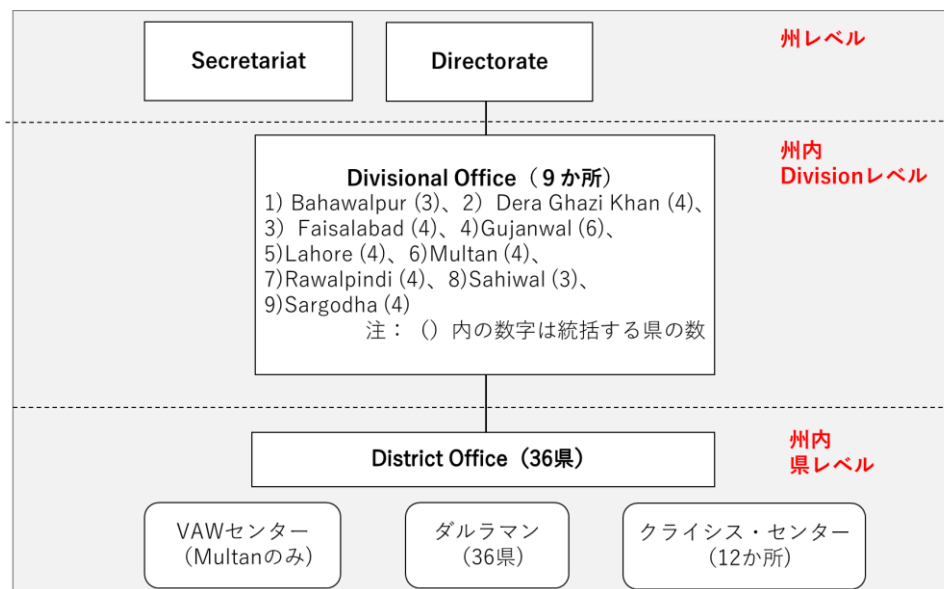 Secretariat
Directorate
州レベル
州内
Divisionレベル
Divisional Office（9か所）
1) Bahawalpur (3)、2） Dera Ghazi Khan (4)、
3） Faisalabad (4)、4)Gujanwal (6)、
5)Lahore (4)、6)Multan (4)、
7)Rawalpindi (4)、8)Sahiwal (3)、
9)Sargodha (4)
注：（）内の数字は統括する県の数
州内
県レベル
District Office（36県）
VAWセンター
（Multanのみ）
ダルラマン
(36県)
クライシス・センター
(12か所)